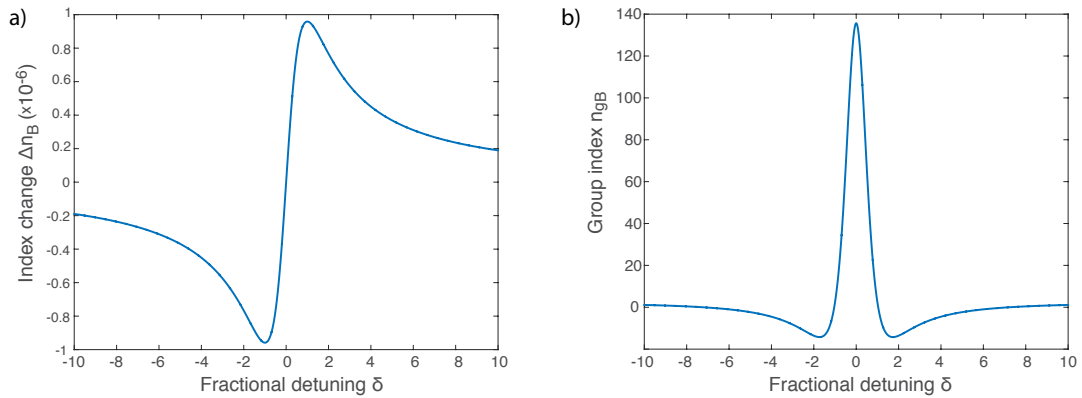 a)
Index change Δn_B (x10^-6)
1
0.8
0.6
0.4
0.2
0
-0.2
-0.4
-0.6
-0.8
-1
-10 -8 -6 -4 -2 0 2 4 6 8 10
Fractional detuning δ
b)
Group index n_gB
140
120
100
80
60
40
20
0
-10 -8 -6 -4 -2 0 2 4 6 8 10
Fractional detuning δ